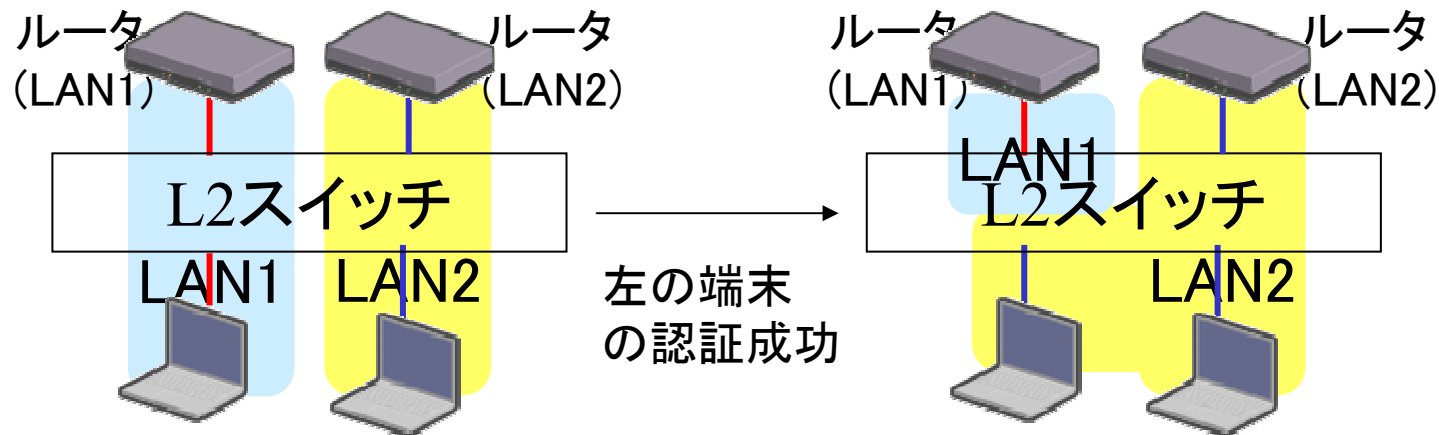 ルータ
(LAN1)
ルータ
(LAN2)
L2スイッチ
LAN1
LAN2
左の端末
の認証成功
ルータ
(LAN1)
ルータ
(LAN2)
LAN1
L2スイッチ
LAN2